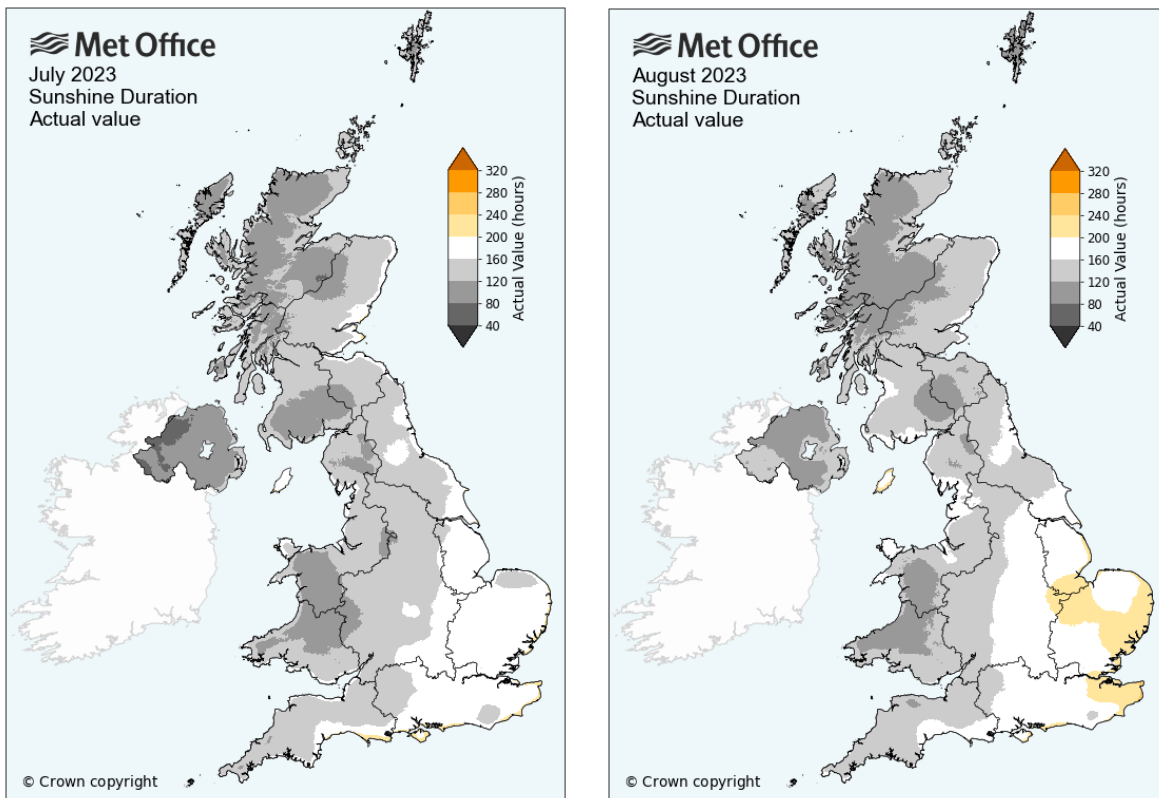 Met Office
July 2023
Sunshine Duration
Actual value
320
280
240
200
160
120
80
40
Actual Value (hours)
© Crown copyright
Met Office
August 2023
Sunshine Duration
Actual value
320
280
240
200
160
120
80
40
Actual Value (hours)
© Crown copyright